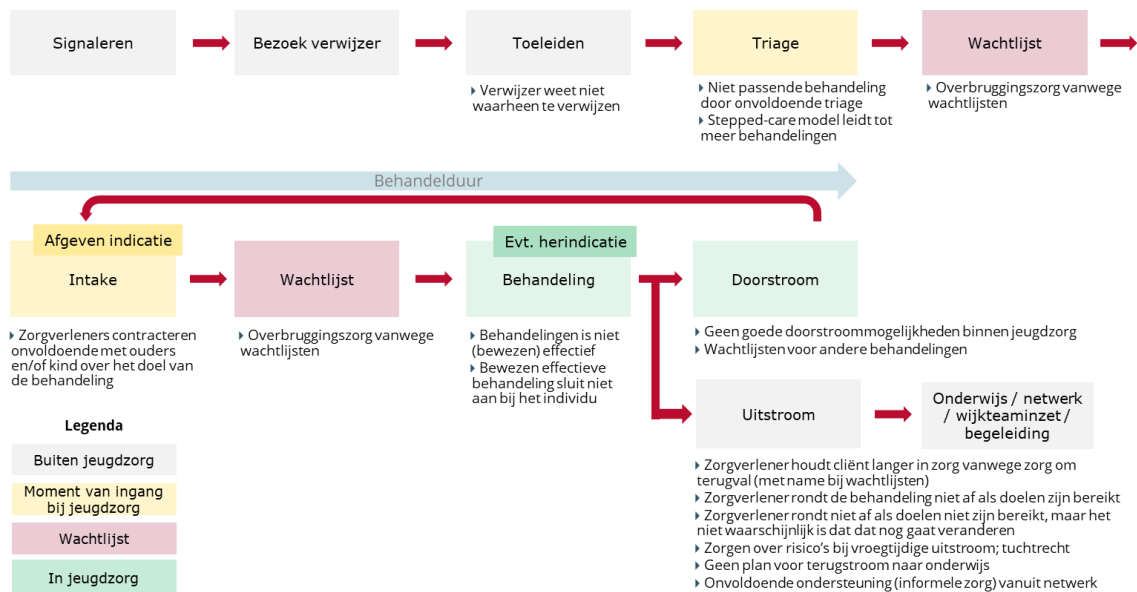 Signaleren
Bezoek verwijzer
Toeleiden
Triage
Wachtlijst
Verwijzer weet niet
waarheen te verwijzen
Niet passende behandeling
door onvoldoende triage
Stepped-care model leidt tot
meer behandelingen
Overbruggingszorg vanwege
wachtlijsten
Behandelduur
Afgeven indicatie
Intake
Wachtlijst
Evt. herindicatie
Behandeling
Doorstroom
Zorgverleners contracteren
onvoldoende met ouders
en/of kind over het doel van
de behandeling
Overbruggingszorg vanwege
wachtlijsten
Behandelingen is niet
(bewezen) effectief
Bewezen effectieve
behandeling sluit niet
aan bij het individu
Geen goede doorstroommogelijkheden binnen jeugdzorg
Wachtlijsten voor andere behandelingen
Uitstroom
Onderwijs / netwerk
/ wijkteaminzet /
begeleiding
Zorgverlener houdt cliënt langer in zorg vanwege zorg om
terugval (met name bij wachtlijsten)
Zorgverlener rondt de behandeling niet af als doelen zijn bereikt
Zorgverlener rondt niet af als doelen niet zijn bereikt, maar het
niet waarschijnlijk is dat dat nog gaat veranderen
Zorgen over risico's bij vroegtijdige uitstroom; tuchtrecht
Geen plan voor terugstroom naar onderwijs
Onvoldoende ondersteuning (informele zorg) vanuit netwerk
Legenda
Buiten jeugdzorg
Moment van ingang
bij jeugdzorg
Wachtlijst
In jeugdzorg